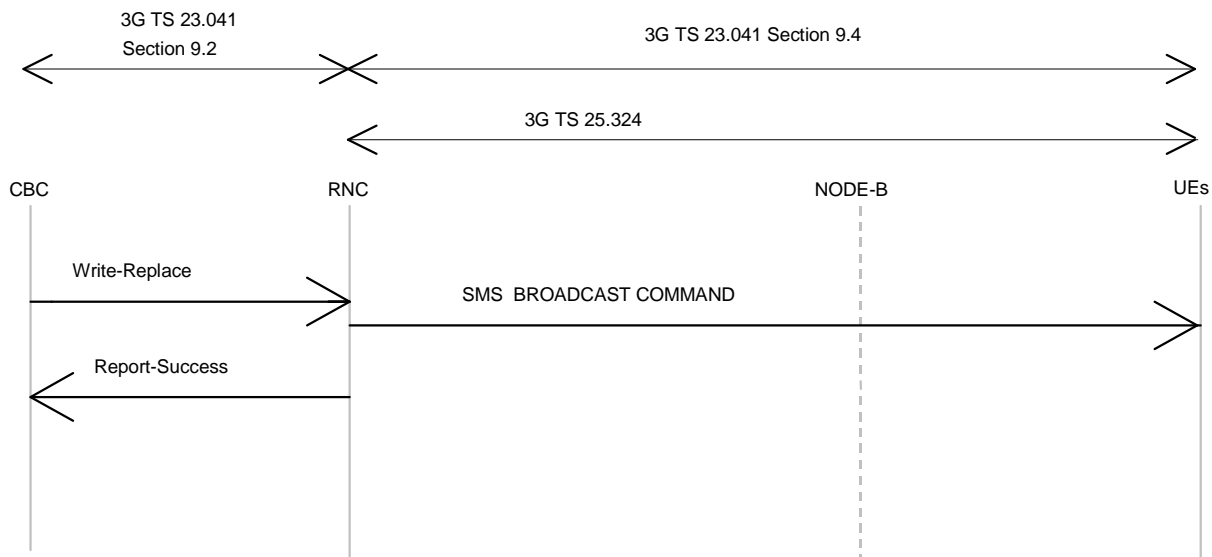 3G TS 23.041
Section 9.2
3G TS 23.041 Section 9.4
3G TS 25.324
CBC
RNC
NODE-B
UEs
Write-Replace
SMS BROADCAST COMMAND
Report-Success